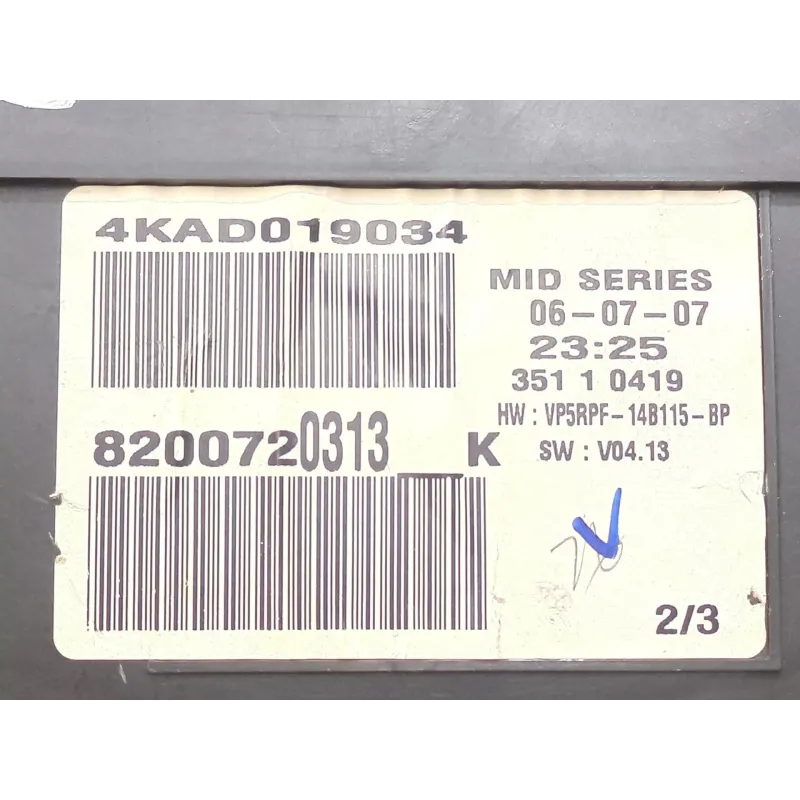 4KAD019034
MID SERIES
06-07-07
23:25
351 1 0419
HW : VP5RPF-14B115-BP
SW : V04.13
8200720313___K
2/3